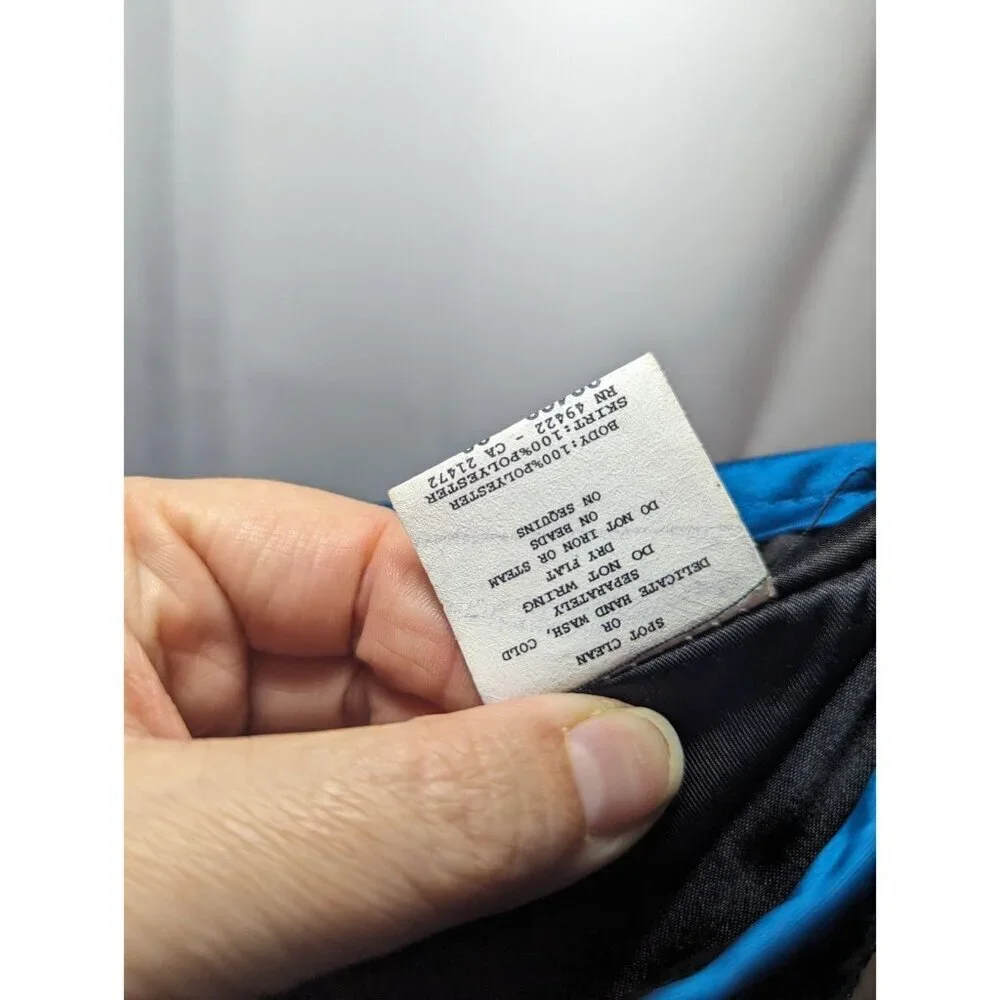 SPOT CLEAN
OR
DELICATE HAND WASH, COLD
SEPARATELY
DO NOT WRING
DRY FLAT
DO NOT IRON OR STEAM
ON BEADS
ON SEQUINS
BODY:100%POLYESTER
SKIRT:100%POLYESTER
RN 49422 - CA 21472